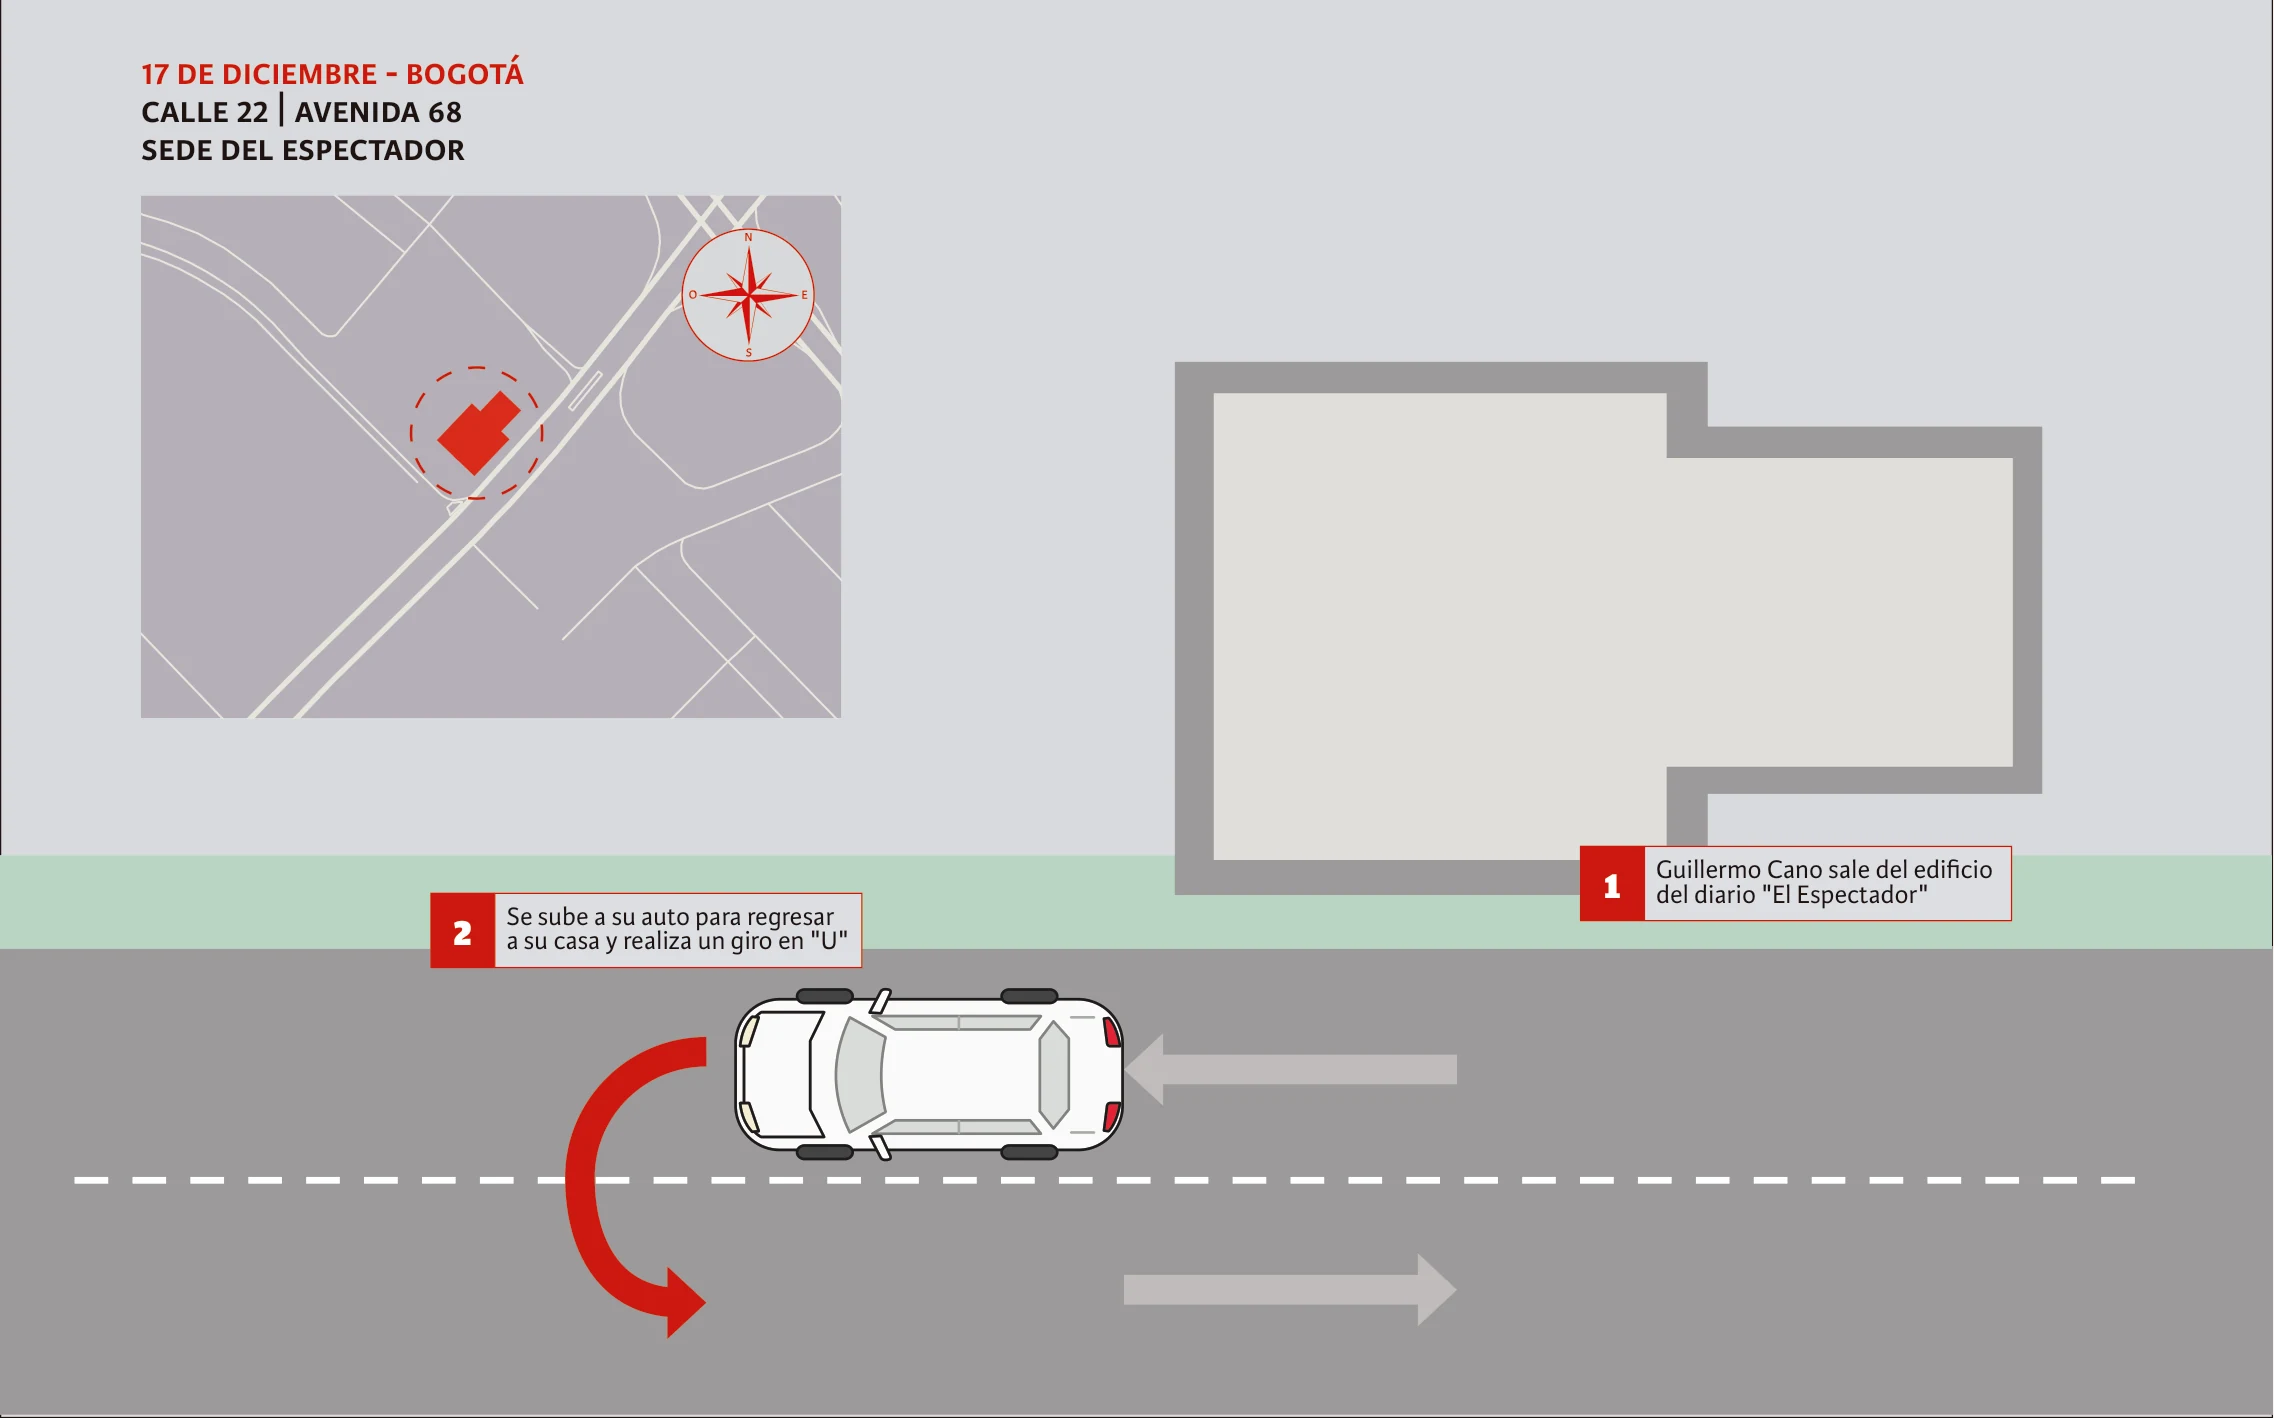 17 DE DICIEMBRE - BOGOTÁ
CALLE 22 | AVENIDA 68
SEDE DEL ESPECTADOR
N
O
E
S
1
Guillermo Cano sale del edificio
del diario "El Espectador"
2
Se sube a su auto para regresar
a su casa y realiza un giro en "U"